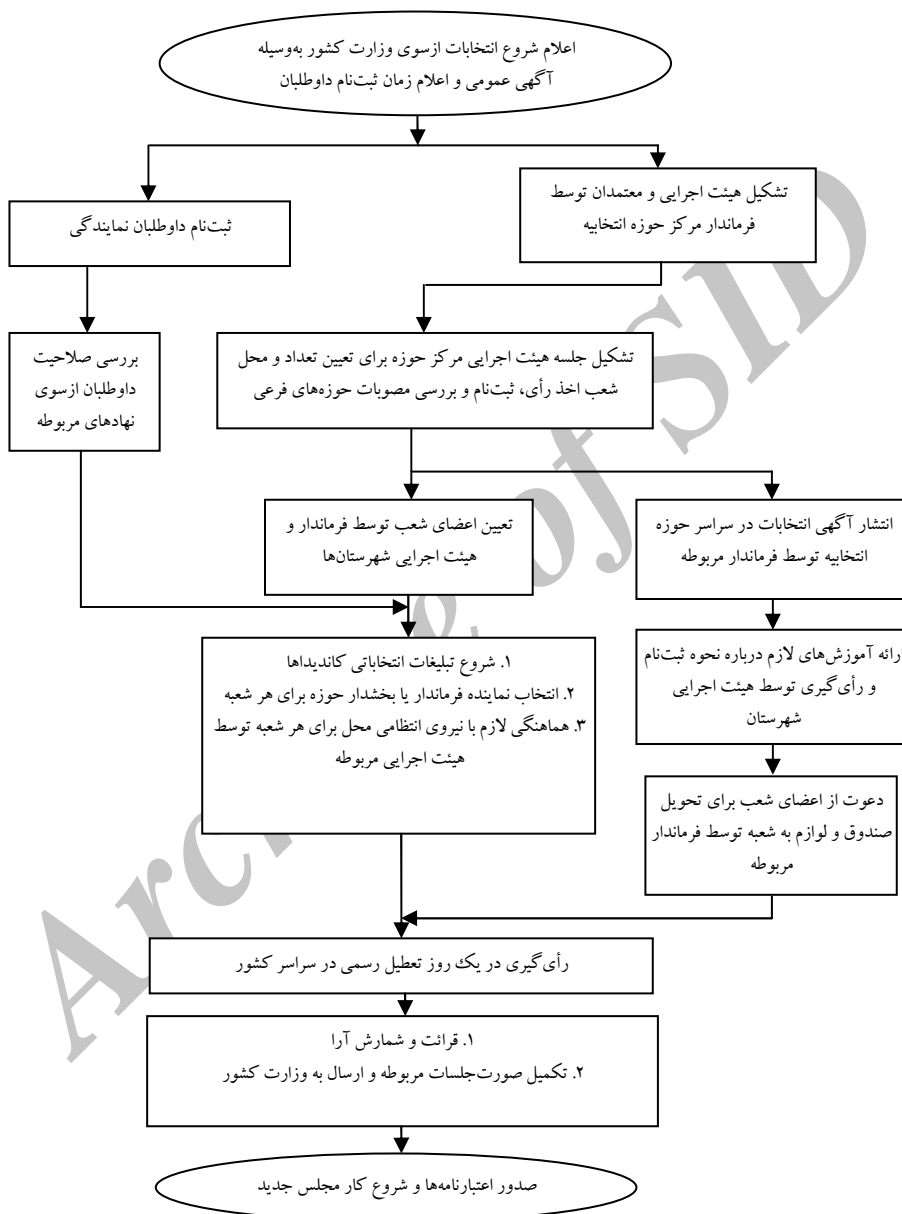 اعلام شروع انتخابات ازسوی وزارت کشور به‌وسیله
آگهی عمومی و اعلام زمان ثبت‌نام داوطلبان
تشکیل هیئت اجرایی و معتمدان توسط
فرماندار مرکز حوزه انتخابیه
ثبت‌نام داوطلبان نمایندگی
تشکیل جلسه هیئت اجرایی مرکز حوزه برای تعیین تعداد و محل
شعب اخذ رأی، ثبت‌نام و بررسی مصوبات حوزه‌های فرعی
بررسی صلاحیت
داوطلبان ازسوی
نهادهای مربوطه
انتشار آگهی انتخابات در سراسر حوزه
انتخابیه توسط فرماندار مربوطه
تعیین اعضای شعب توسط فرماندار و
هیئت اجرایی شهرستان‌ها
ارائه آموزش‌های لازم درباره نحوه ثبت‌نام
و رأی‌گیری توسط هیئت اجرایی
شهرستان
۱. شروع تبلیغات انتخاباتی کاندیداها
۲. انتخاب نماینده فرماندار یا بخشدار حوزه برای هر شعبه
۳. هماهنگی لازم با نیروی انتظامی محل برای هر شعبه توسط
هیئت اجرایی مربوطه
دعوت از اعضای شعب برای تحویل
صندوق و لوازم به شعبه توسط فرماندار
مربوطه
رأی‌گیری در یک روز تعطیل رسمی در سراسر کشور
۱. قرائت و شمارش آرا
۲. تکمیل صورت‌جلسات مربوطه و ارسال به وزارت کشور
صدور اعتبارنامه‌ها و شروع کار مجلس جدید
Archive of SID